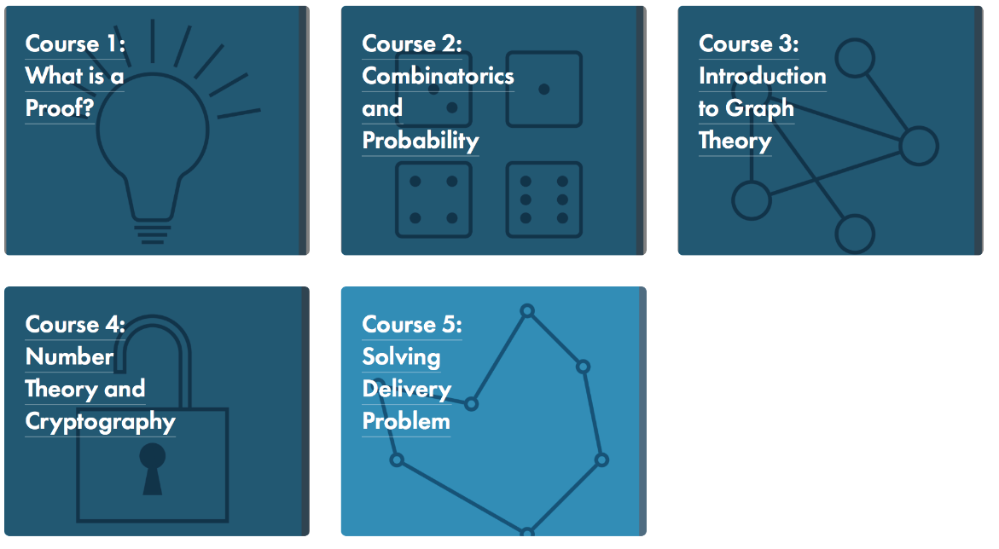 Course 1:
What is a
Proof?
Course 2:
Combinatorics
and
Probability
Course 3:
Introduction
to Graph
Theory
Course 4:
Number
Theory and
Cryptography
Course 5:
Solving
Delivery
Problem